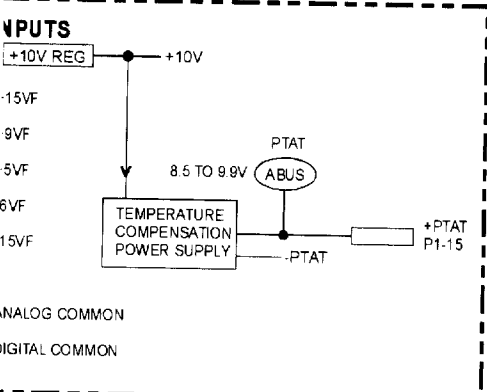 NPUTS
+10V REG
+10V
-15VF
-9VF
-5VF
6VF
15VF
PTAT
8.5 TO 9.9V
ABUS
TEMPERATURE
COMPENSATION
POWER SUPPLY
+PTAT
P1-15
-PTAT
ANALOG COMMON
DIGITAL COMMON